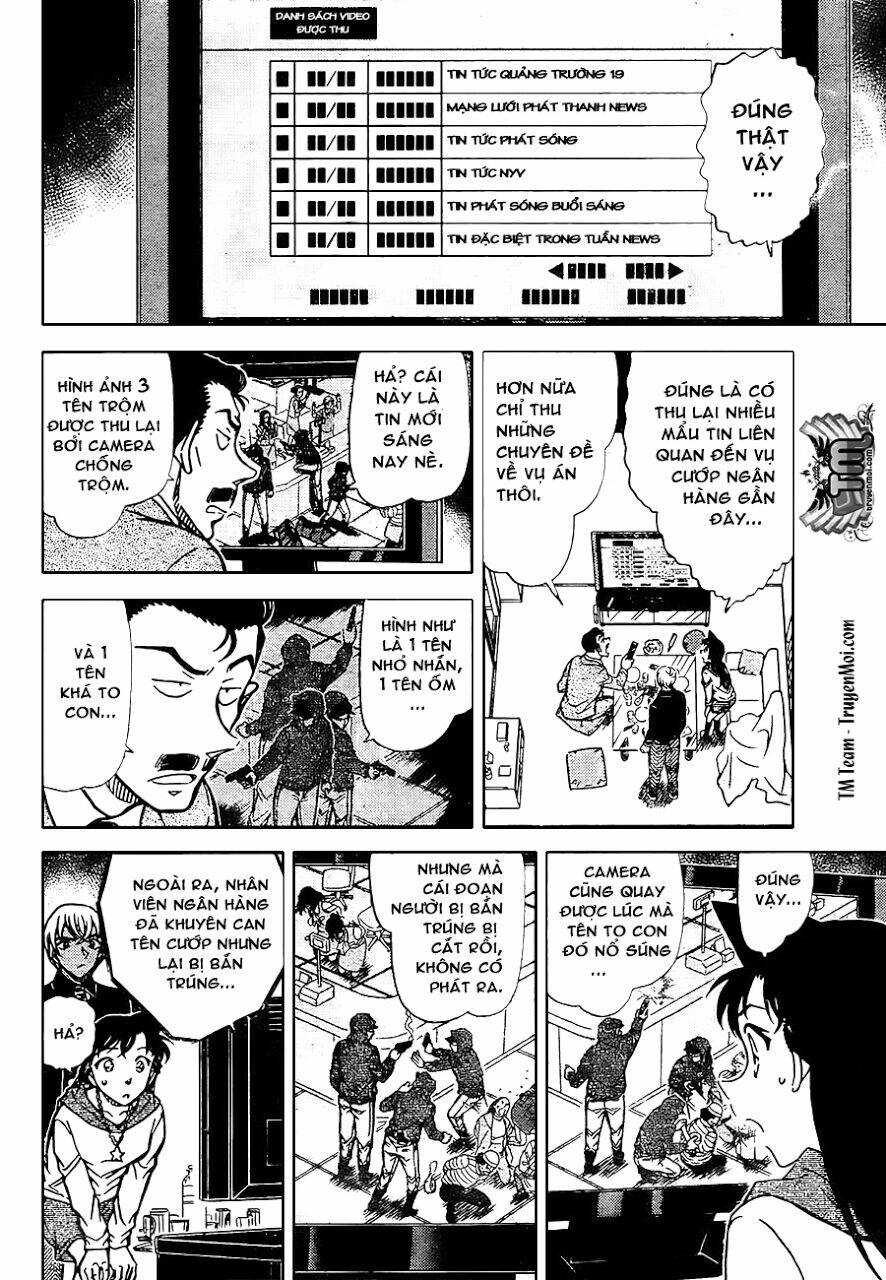 DANH SÁCH VIDEO
ĐƯỢC THU
TIN TỨC QUẢNG TRƯỜNG 19
MẠNG LƯỚI PHÁT THANH NEWS
TIN TỨC PHÁT SÓNG
TIN TỨC NYV
TIN PHÁT SÓNG BUỔI SÁNG
TIN ĐẶC BIỆT TRONG TUẦN NEWS
ĐÚNG
THẬT
VẬY
...
ĐÚNG LÀ CÓ
THU LẠI NHIỀU
MẨU TIN LIÊN
QUAN ĐẾN VỤ
CƯỚP NGÂN
HÀNG GẦN
ĐÂY...
HƠN NỮA
CHỈ THU
NHỮNG
CHUYÊN ĐỀ
VỀ VỤ ÁN
THÔI.
HẢ? CÁI
NÀY LÀ
TIN MỚI
SÁNG
NAY NÈ.
HÌNH ẢNH 3
TÊN TRỘM
ĐƯỢC THU LẠI
BỞI CAMERA
CHỐNG
TRỘM.
HÌNH NHƯ
LÀ 1 TÊN
NHỎ NHẮN,
1 TÊN ỐM
...
VÀ 1
TÊN
KHÁ TO
CON...
ĐÚNG
VẬY...
CAMERA
CŨNG QUAY
ĐƯỢC LÚC MÀ
TÊN TO CON
ĐÓ NỔ SÚNG
...
NHƯNG MÀ
CÁI ĐOẠN
NGƯỜI BỊ BẮN
TRÚNG BỊ
CẮT RỒI,
KHÔNG CÓ
PHÁT RA.
NGOÀI RA, NHÂN
VIÊN NGÂN HÀNG
ĐÃ KHUYÊN CAN
TÊN CƯỚP NHƯNG
LẠI BỊ BẮN
TRÚNG...
HẢ?
TM
truyenmoi.com
TM Team - TruyenMoi.com